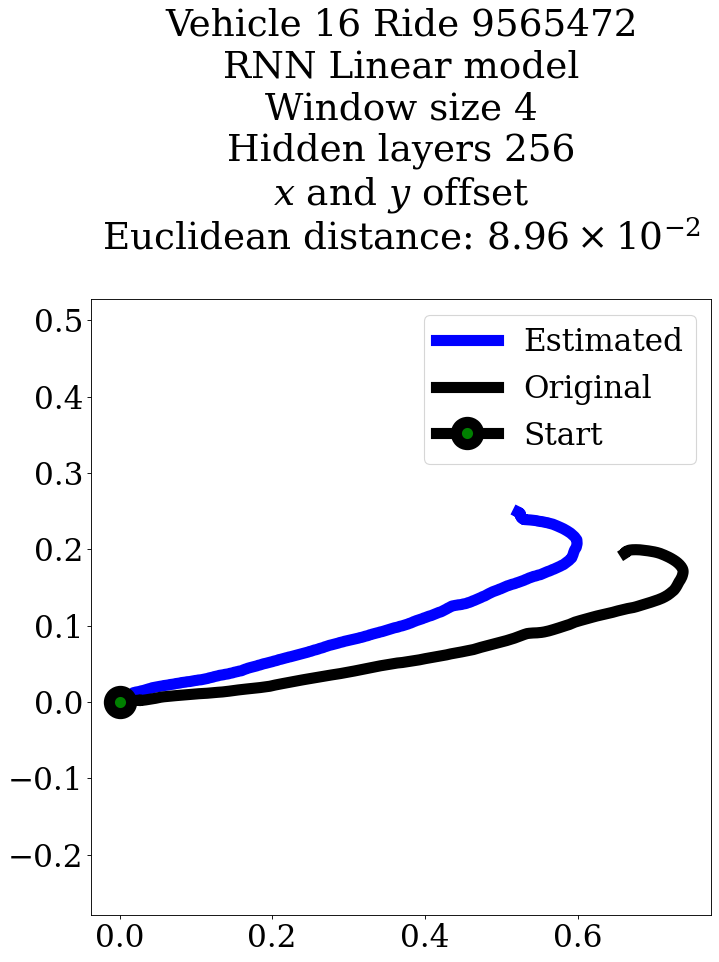 Vehicle 16 Ride 9565472
RNN Linear model
Window size 4
Hidden layers 256
x and y offset
Euclidean distance: 8.96 × 10⁻²
Estimated
Original
Start
0.5
0.4
0.3
0.2
0.1
0.0
−0.1
−0.2
0.0 0.2 0.4 0.6